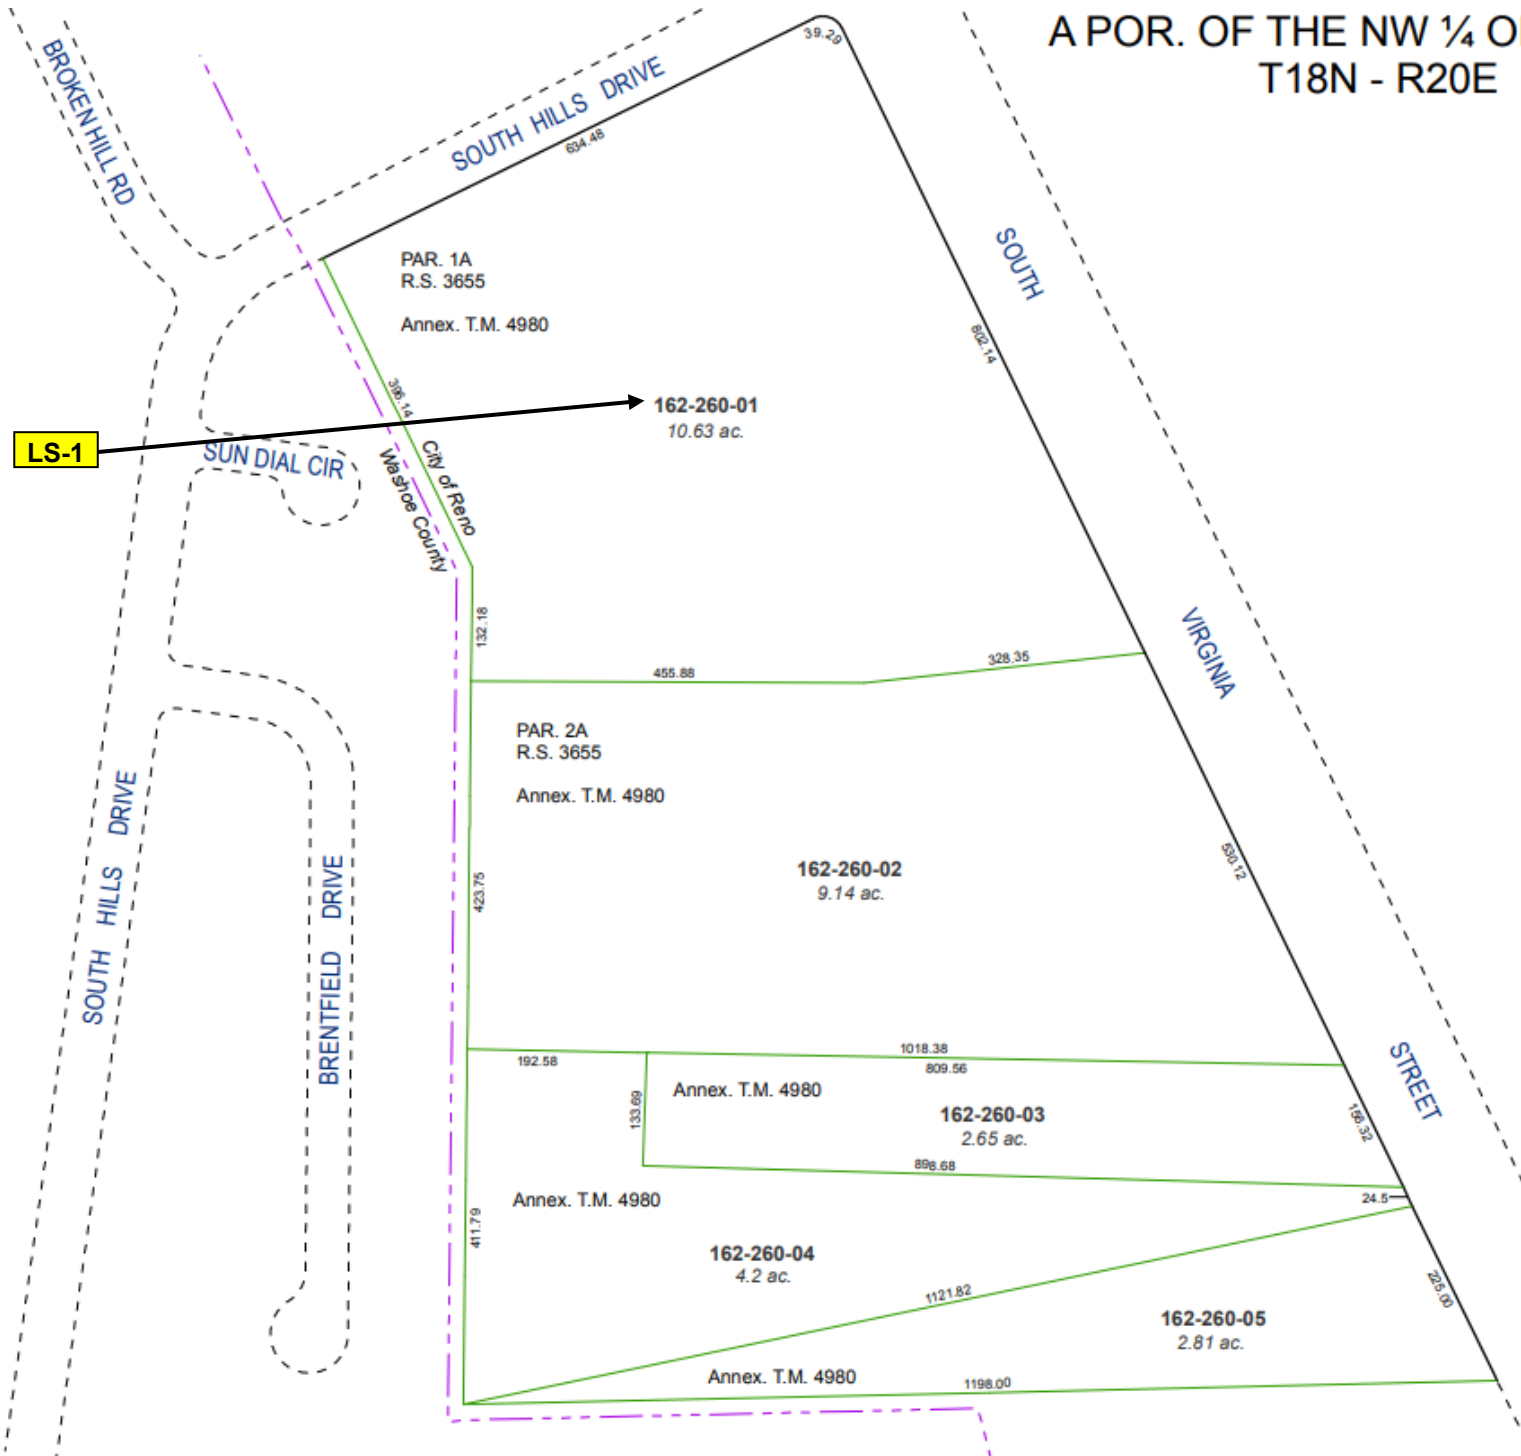 A POR. OF THE NW ¼ O
T18N - R20E
BROKEN HILL RD
SOUTH HILLS DRIVE
39.29
634.48
PAR. 1A
R.S. 3655
Annex. T.M. 4980
SOUTH
802.14
396.14
162-260-01
10.63 ac.
LS-1
SUN DIAL CIR
City of Reno
Washoe County
132.18
455.88
328.35
VIRGINIA
PAR. 2A
R.S. 3655
Annex. T.M. 4980
SOUTH HILLS DRIVE
BRENTFIELD DRIVE
423.75
162-260-02
9.14 ac.
530.12
192.58
1018.38
809.56
STREET
133.69
Annex. T.M. 4980
162-260-03
2.65 ac.
156.32
898.68
24.5
Annex. T.M. 4980
411.79
162-260-04
4.2 ac.
1121.82
225.00
162-260-05
2.81 ac.
Annex. T.M. 4980
1198.00